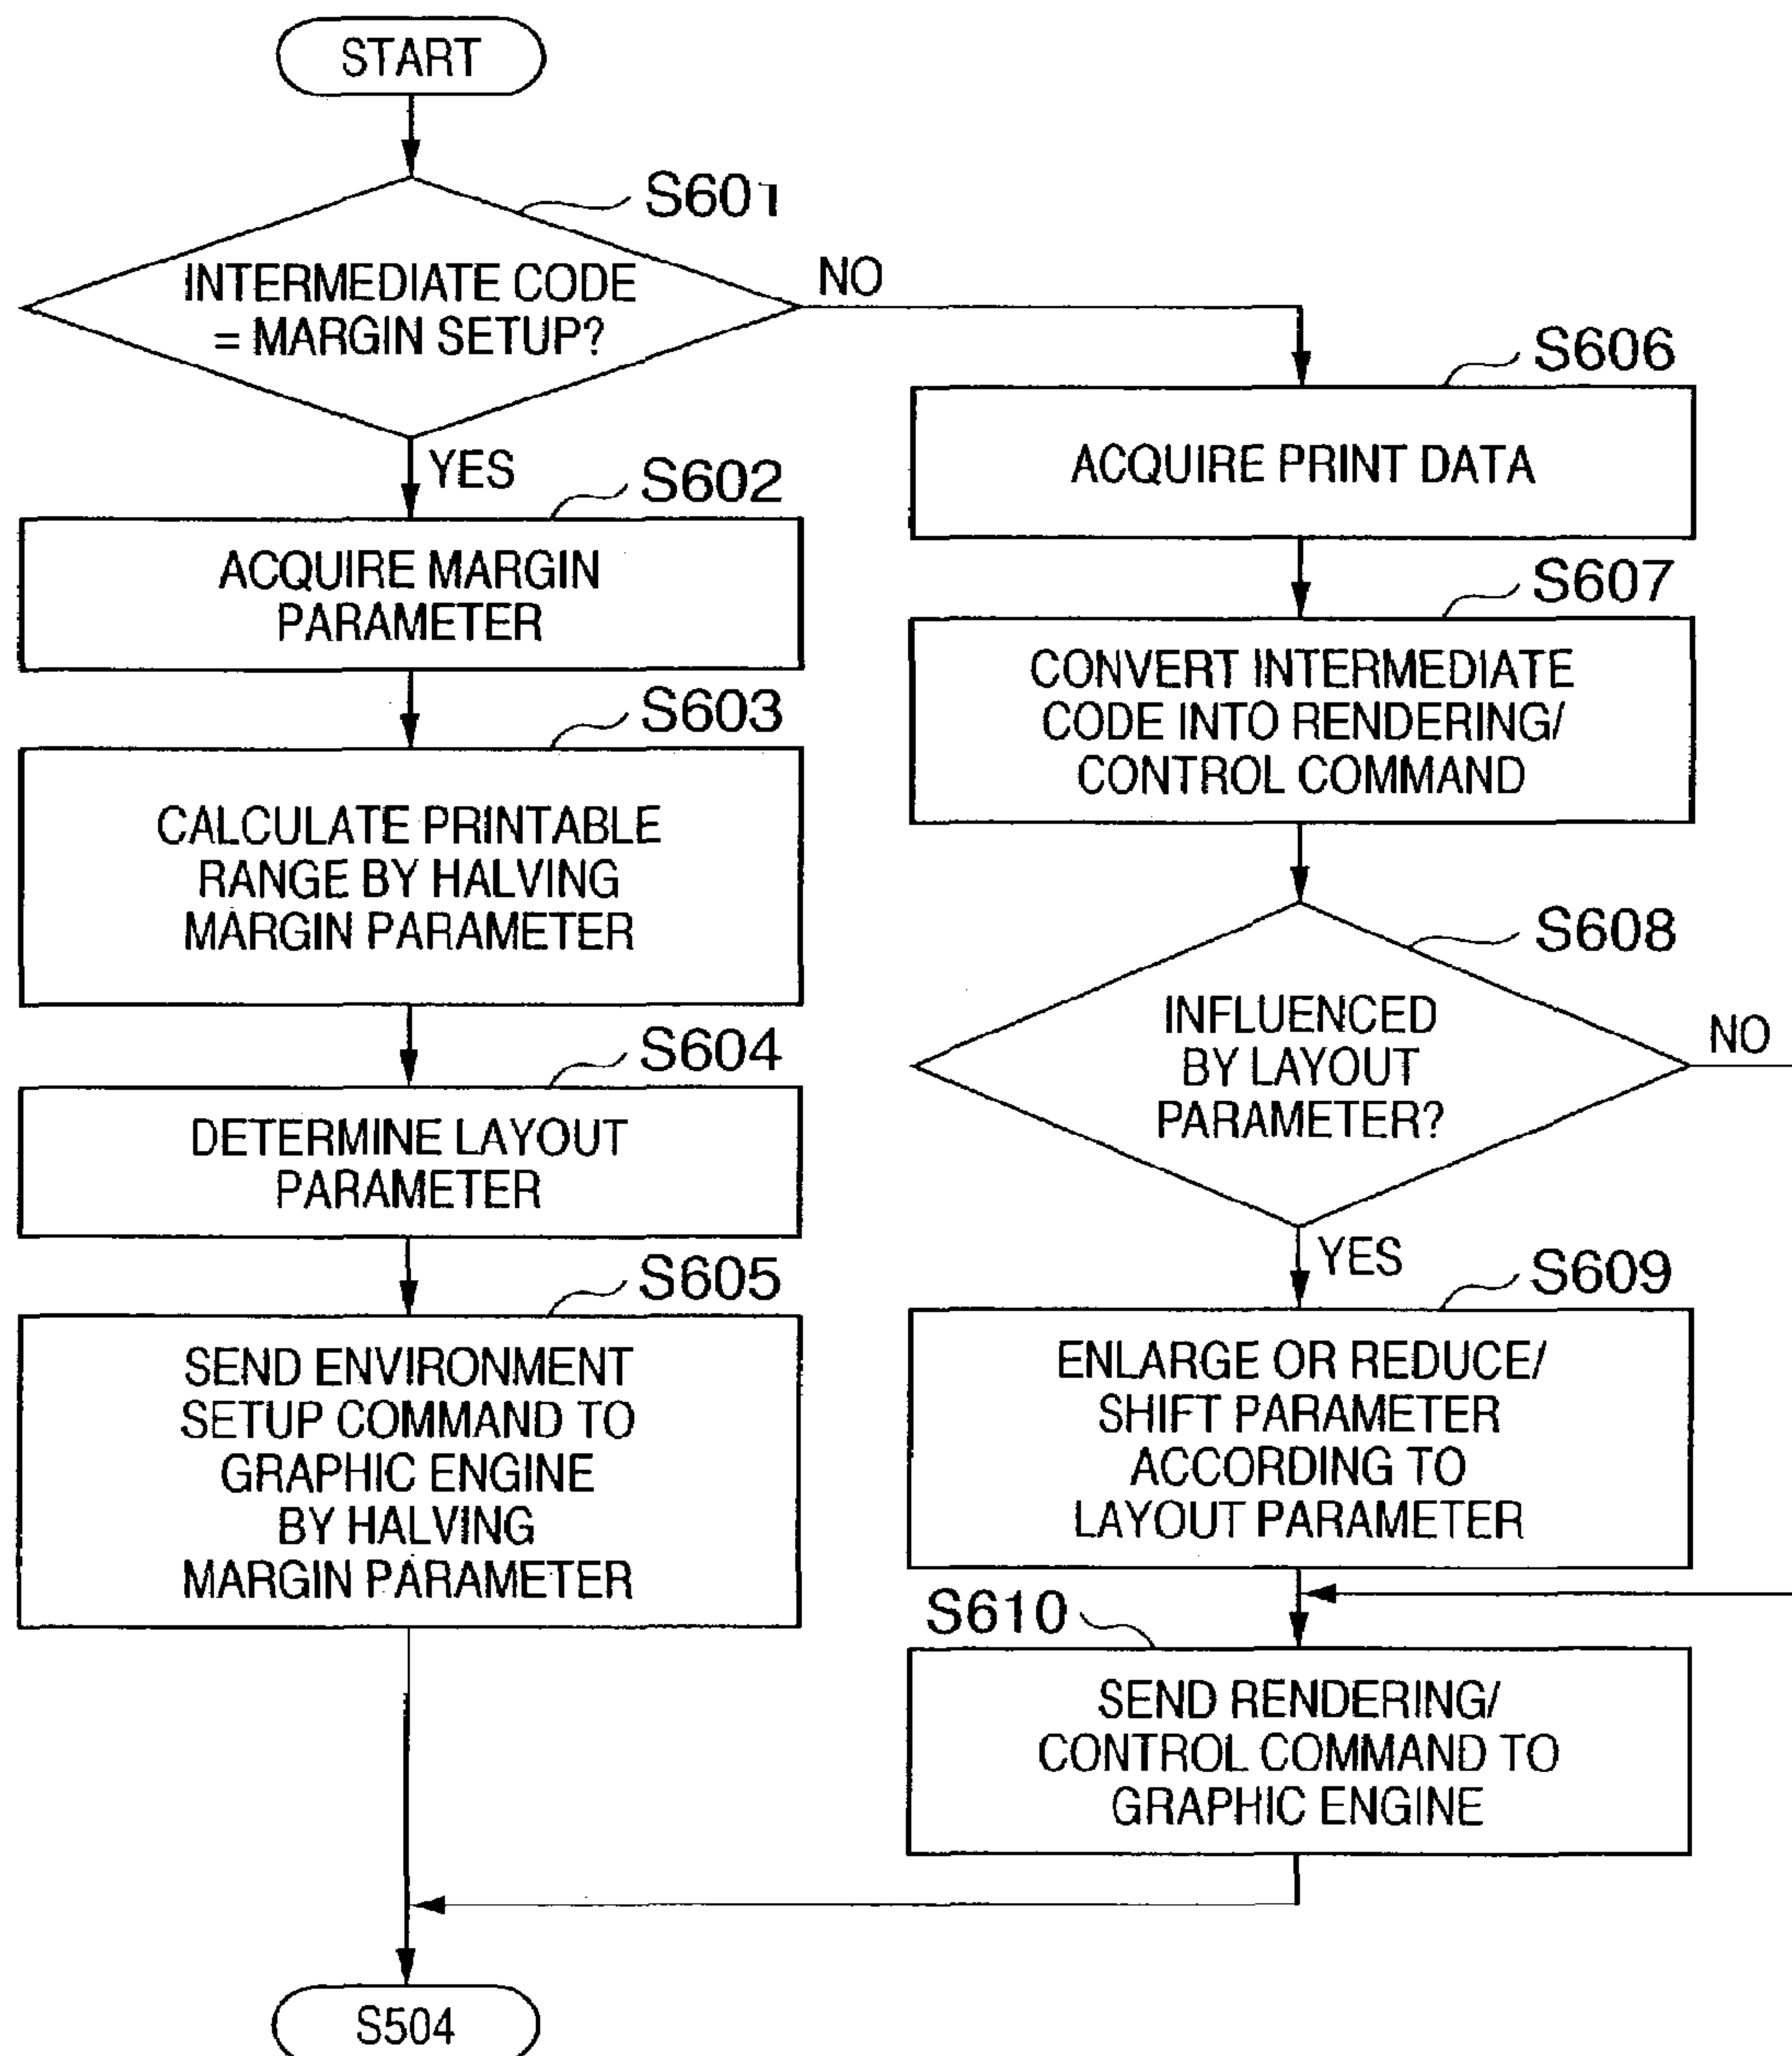 START
S601
INTERMEDIATE CODE
= MARGIN SETUP?
NO
YES
S602
ACQUIRE MARGIN
PARAMETER
S603
CALCULATE PRINTABLE
RANGE BY HALVING
MARGIN PARAMETER
S604
DETERMINE LAYOUT
PARAMETER
S605
SEND ENVIRONMENT
SETUP COMMAND TO
GRAPHIC ENGINE
BY HALVING
MARGIN PARAMETER
S606
ACQUIRE PRINT DATA
S607
CONVERT INTERMEDIATE
CODE INTO RENDERING/
CONTROL COMMAND
S608
INFLUENCED
BY LAYOUT
PARAMETER?
NO
YES
S609
ENLARGE OR REDUCE/
SHIFT PARAMETER
ACCORDING TO
LAYOUT PARAMETER
S610
SEND RENDERING/
CONTROL COMMAND TO
GRAPHIC ENGINE
S504